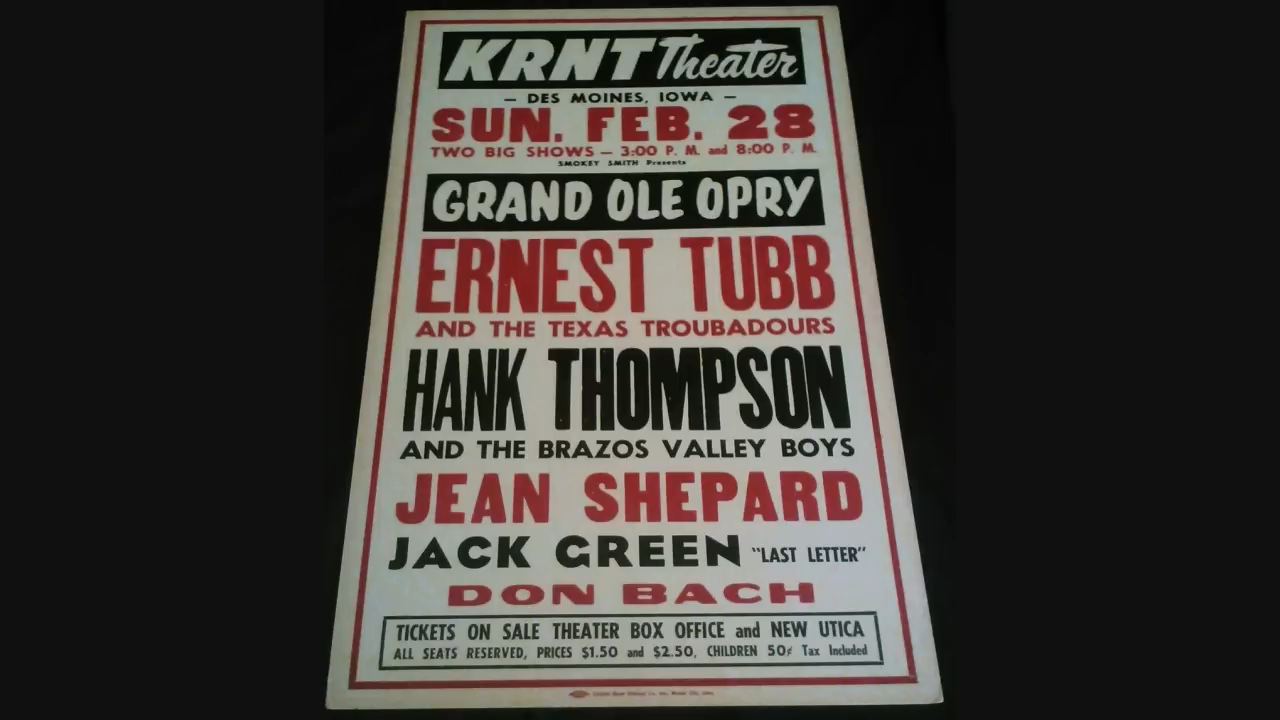 KRNT Theater
– DES MOINES, IOWA –
SUN. FEB. 28
TWO BIG SHOWS – 3:00 P. M. and 8:00 P. M.
SMOKEY SMITH Presents
GRAND OLE OPRY
ERNEST TUBB
AND THE TEXAS TROUBADOURS
HANK THOMPSON
AND THE BRAZOS VALLEY BOYS
JEAN SHEPARD
JACK GREEN "LAST LETTER"
DON BACH
TICKETS ON SALE THEATER BOX OFFICE and NEW UTICA
ALL SEATS RESERVED, PRICES $1.50 and $2.50, CHILDREN 50¢ Tax Included